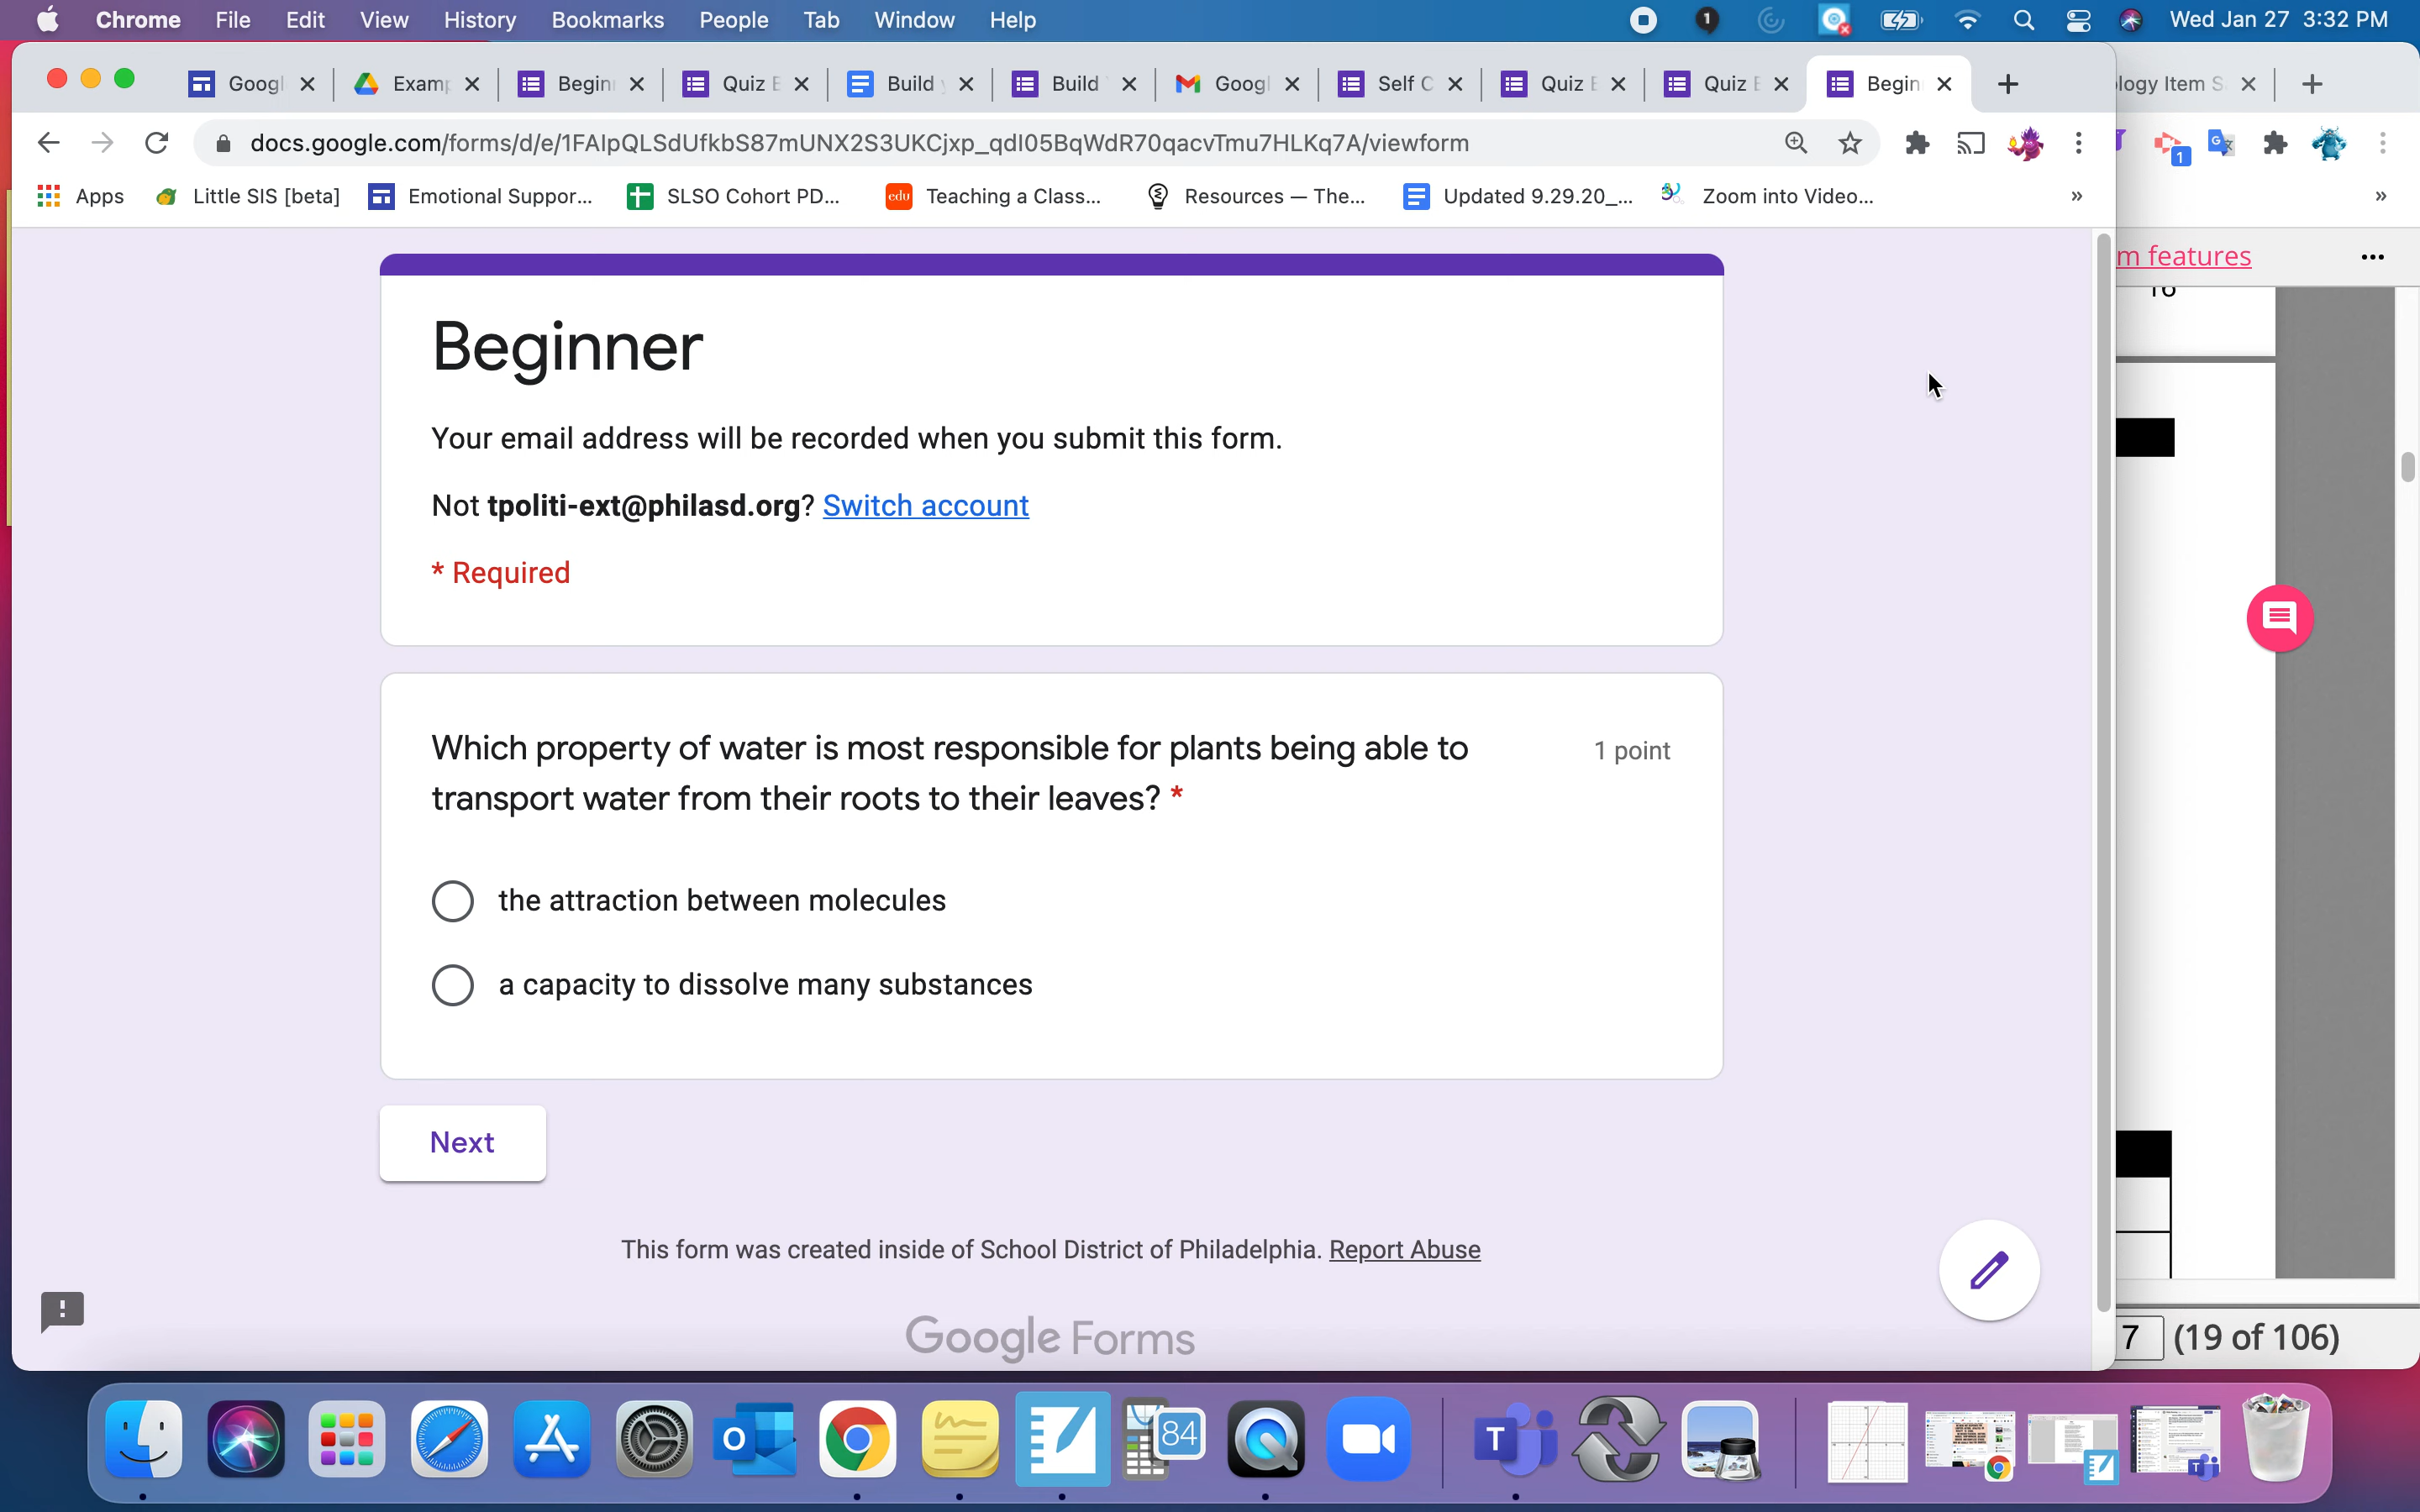 Chrome File Edit View History Bookmarks People Tab Window Help
1
Wed Jan 27 3:32 PM
Googl
Examp
Begin
Quiz E
Build y
Build
Googl
Self C
Quiz E
Quiz E
Begin
ology Item S
docs.google.com/forms/d/e/1FAIpQLSdUfkbS87mUNX2S3UKCjxp_qdI05BqWdR70qacvTmu7HLKq7A/viewform
1
Apps
Little SIS [beta]
Emotional Suppor...
SLSO Cohort PD...
edu
Teaching a Class...
Resources — The...
Updated 9.29.20_...
Zoom into Video...
»
»
m features
16
Beginner
Your email address will be recorded when you submit this form.
Not tpoliti-ext@philasd.org? Switch account
* Required
Which property of water is most responsible for plants being able to
transport water from their roots to their leaves? *
1 point
the attraction between molecules
a capacity to dissolve many substances
Next
This form was created inside of School District of Philadelphia. Report Abuse
Google Forms
7 (19 of 106)
84